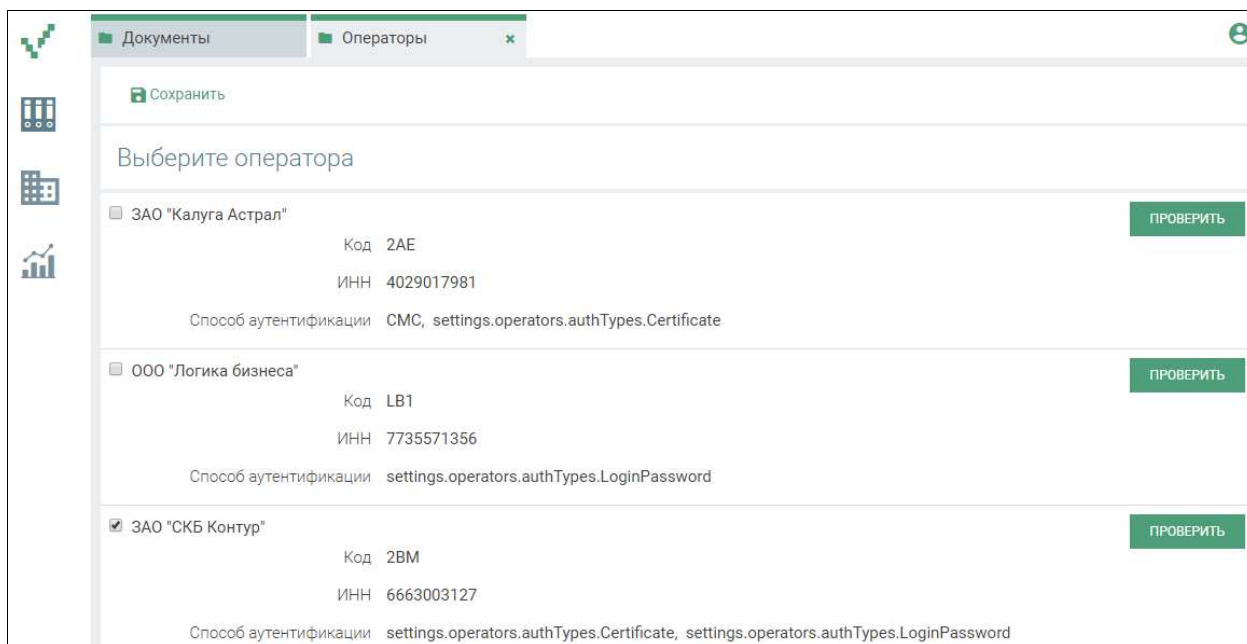 Документы
Операторы
Сохранить
Выберите оператора
ЗАО "Калуга Астрал"
ПРОВЕРИТЬ
Код 2AE
ИНН 4029017981
Способ аутентификации СМС, settings.operators.authTypes.Certificate
ООО "Логика бизнеса"
ПРОВЕРИТЬ
Код LB1
ИНН 7735571356
Способ аутентификации settings.operators.authTypes.LoginPassword
ЗАО "СКБ Контур"
ПРОВЕРИТЬ
Код 2BM
ИНН 6663003127
Способ аутентификации settings.operators.authTypes.Certificate, settings.operators.authTypes.LoginPassword